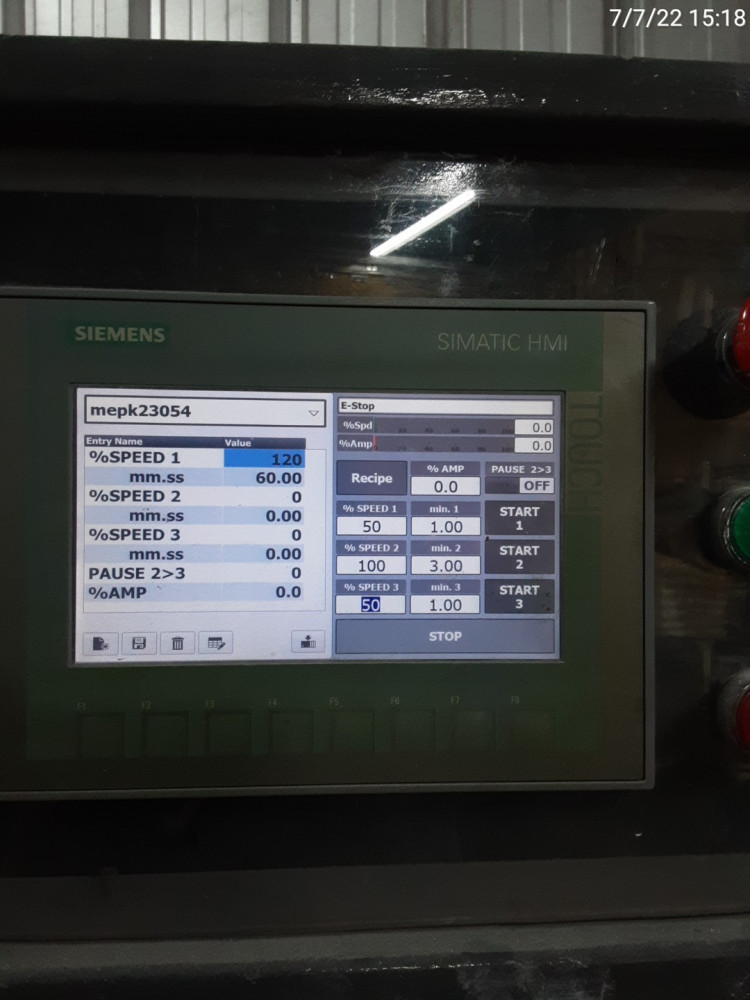 7/7/22 15:18
SIEMENS
SIMATIC HMI
TOUCH
mepk23054
Entry Name Value
%SPEED 1 120
mm.ss 60.00
%SPEED 2 0
mm.ss 0.00
%SPEED 3 0
mm.ss 0.00
PAUSE 2>3 0
%AMP 0.0
E-Stop
%Spd 0.0
%Amp 0.0
Recipe
% AMP
0.0
PAUSE 2>3
OFF
% SPEED 1 min. 1 START
50 1.00 1
% SPEED 2 min. 2 START
100 3.00 2
% SPEED 3 min. 3 START
50 1.00 3
STOP
F1 F2 F3 F4 F5 F6 F7 F8